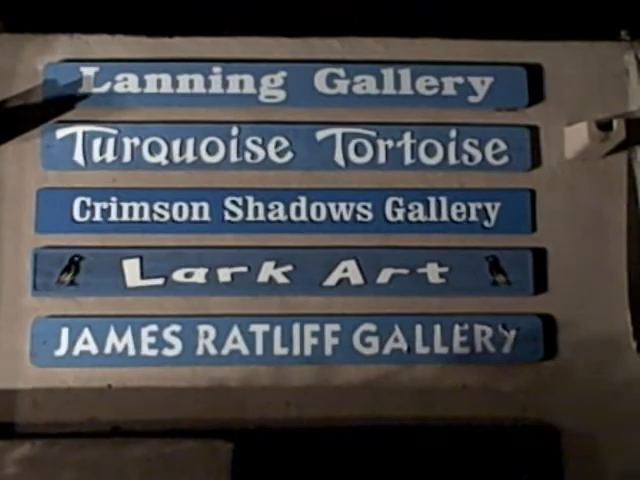 Lanning Gallery
Turquoise Tortoise
Crimson Shadows Gallery
Lark Art
JAMES RATLIFF GALLERY